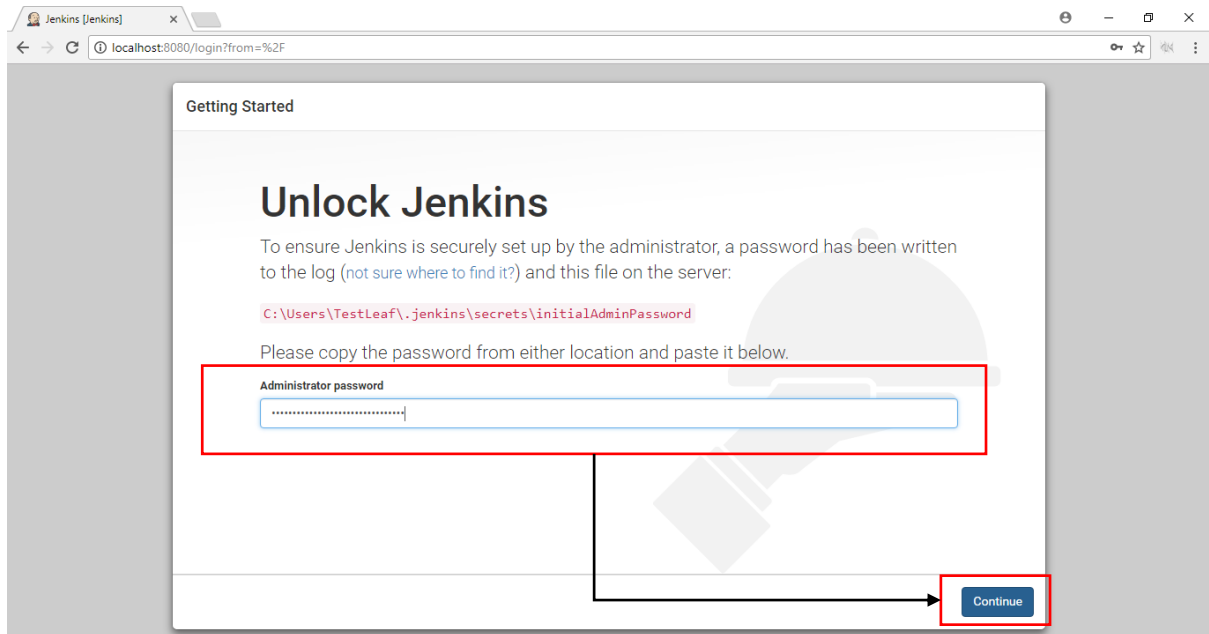 Jenkins [Jenkins]
localhost:8080/login?from=%2F
Getting Started
Unlock Jenkins
To ensure Jenkins is securely set up by the administrator, a password has been written
to the log (not sure where to find it?) and this file on the server:
C:\Users\TestLeaf\.jenkins\secrets\initialAdminPassword
Please copy the password from either location and paste it below.
Administrator password
••••••••••••••••••••••••••••••••
Continue